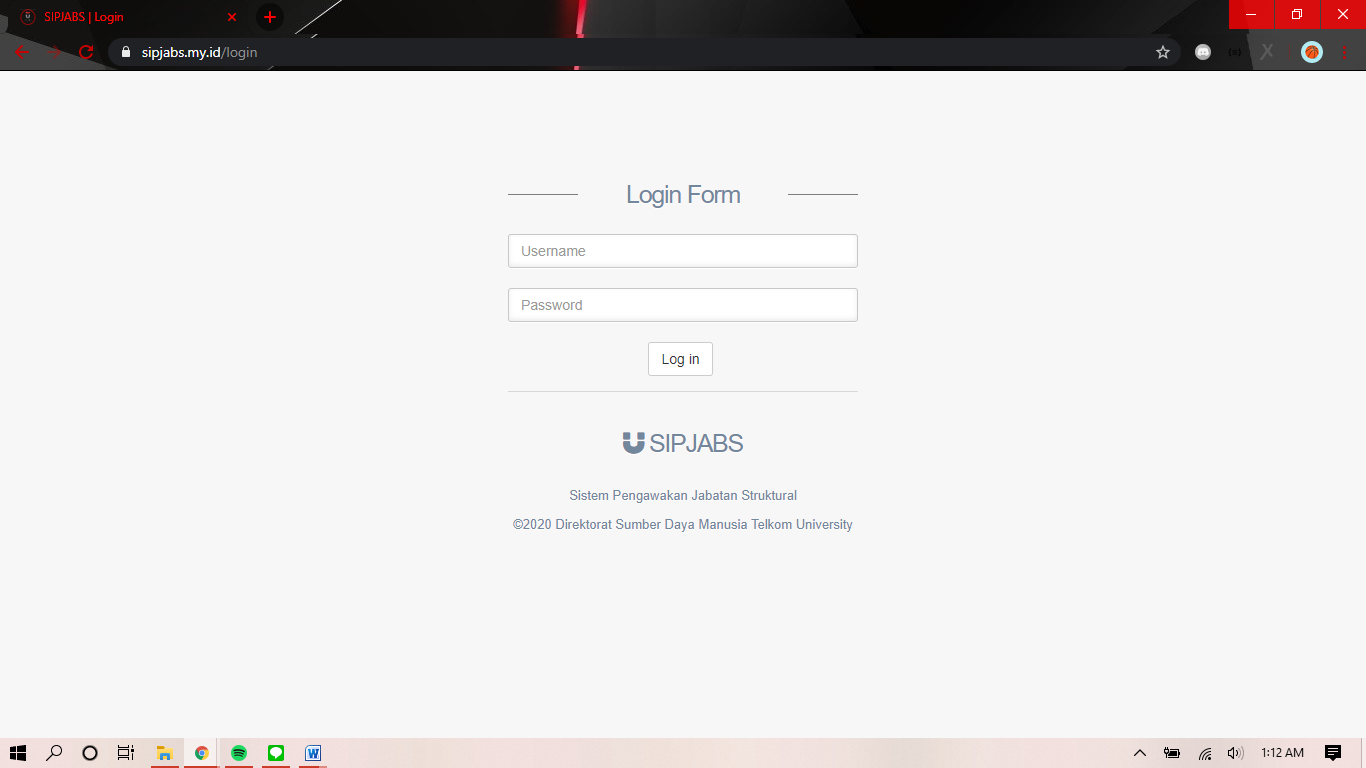 SIPJABS | Login
sipjabs.my.id/login
Login Form
Username
Password
Log in
SIPJABS
Sistem Pengawakan Jabatan Struktural
©2020 Direktorat Sumber Daya Manusia Telkom University
1:12 AM